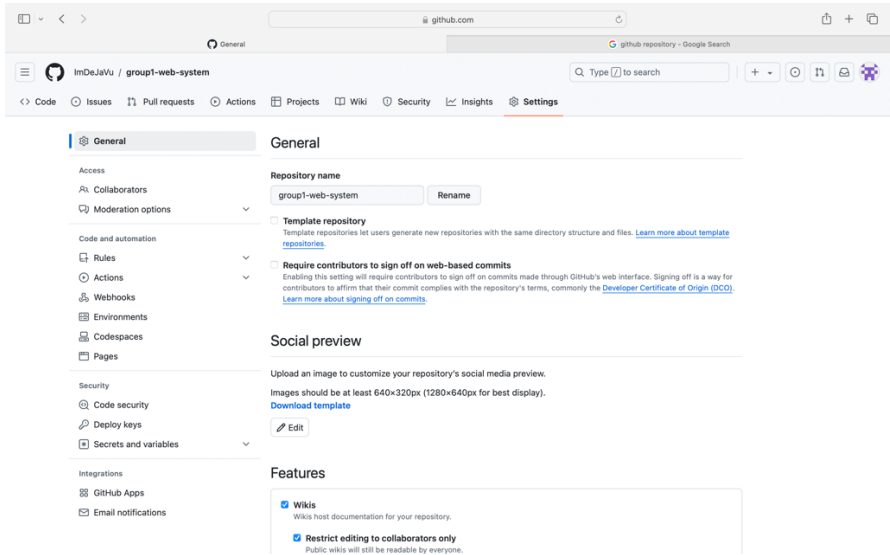 github.com
General
github repository - Google Search
ImDeJaVu / group1-web-system
Type / to search
Code
Issues
Pull requests
Actions
Projects
Wiki
Security
Insights
Settings
General
Access
Collaborators
Moderation options
Code and automation
Rules
Actions
Webhooks
Environments
Codespaces
Pages
Security
Code security
Deploy keys
Secrets and variables
Integrations
GitHub Apps
Email notifications
General
Repository name
group1-web-system
Rename
Template repository
Template repositories let users generate new repositories with the same directory structure and files. Learn more about template
repositories.
Require contributors to sign off on web-based commits
Enabling this setting will require contributors to sign off on commits made through GitHub's web interface. Signing off is a way for
contributors to affirm that their commit complies with the repository's terms, commonly the Developer Certificate of Origin (DCO).
Learn more about signing off on commits.
Social preview
Upload an image to customize your repository's social media preview.
Images should be at least 640×320px (1280×640px for best display).
Download template
Edit
Features
Wikis
Wikis host documentation for your repository.
Restrict editing to collaborators only
Public wikis will still be readable by everyone.